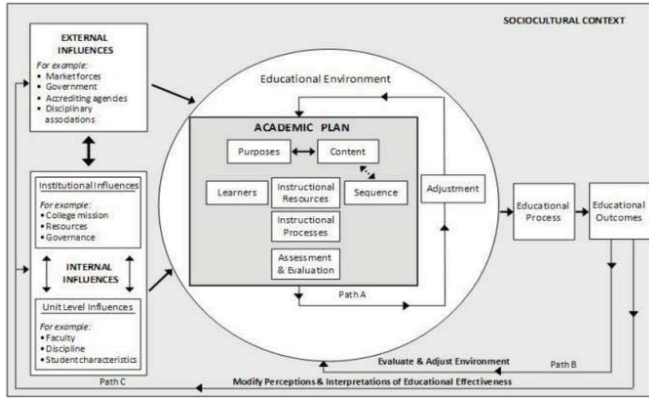 SOCIOCULTURAL CONTEXT
EXTERNAL
INFLUENCES
For example:
• Market forces
• Government
• Accrediting agencies
• Disciplinary
associations
Institutional Influences
For example:
• College mission
• Resources
• Governance
INTERNAL
INFLUENCES
Unit Level Influences
For example:
• Faculty
• Discipline
• Student characteristics
Educational Environment
ACADEMIC PLAN
Purposes
Content
Learners
Instructional
Resources
Sequence
Instructional
Processes
Assessment
& Evaluation
Adjustment
Path A
Educational
Process
Educational
Outcomes
Evaluate & Adjust Environment
Path B
Path C
Modify Perceptions & Interpretations of Educational Effectiveness